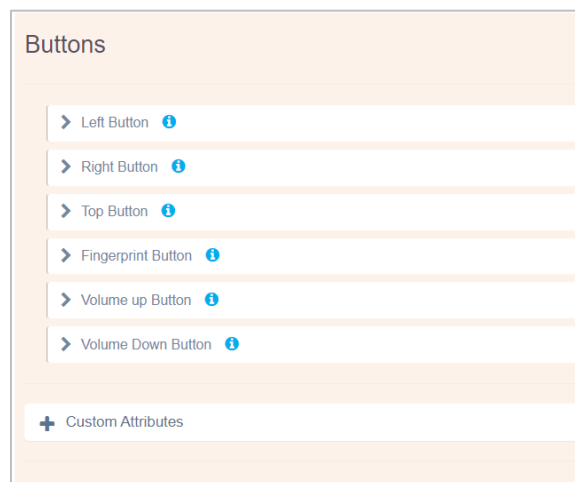 Buttons
Left Button
Right Button
Top Button
Fingerprint Button
Volume up Button
Volume Down Button
Custom Attributes